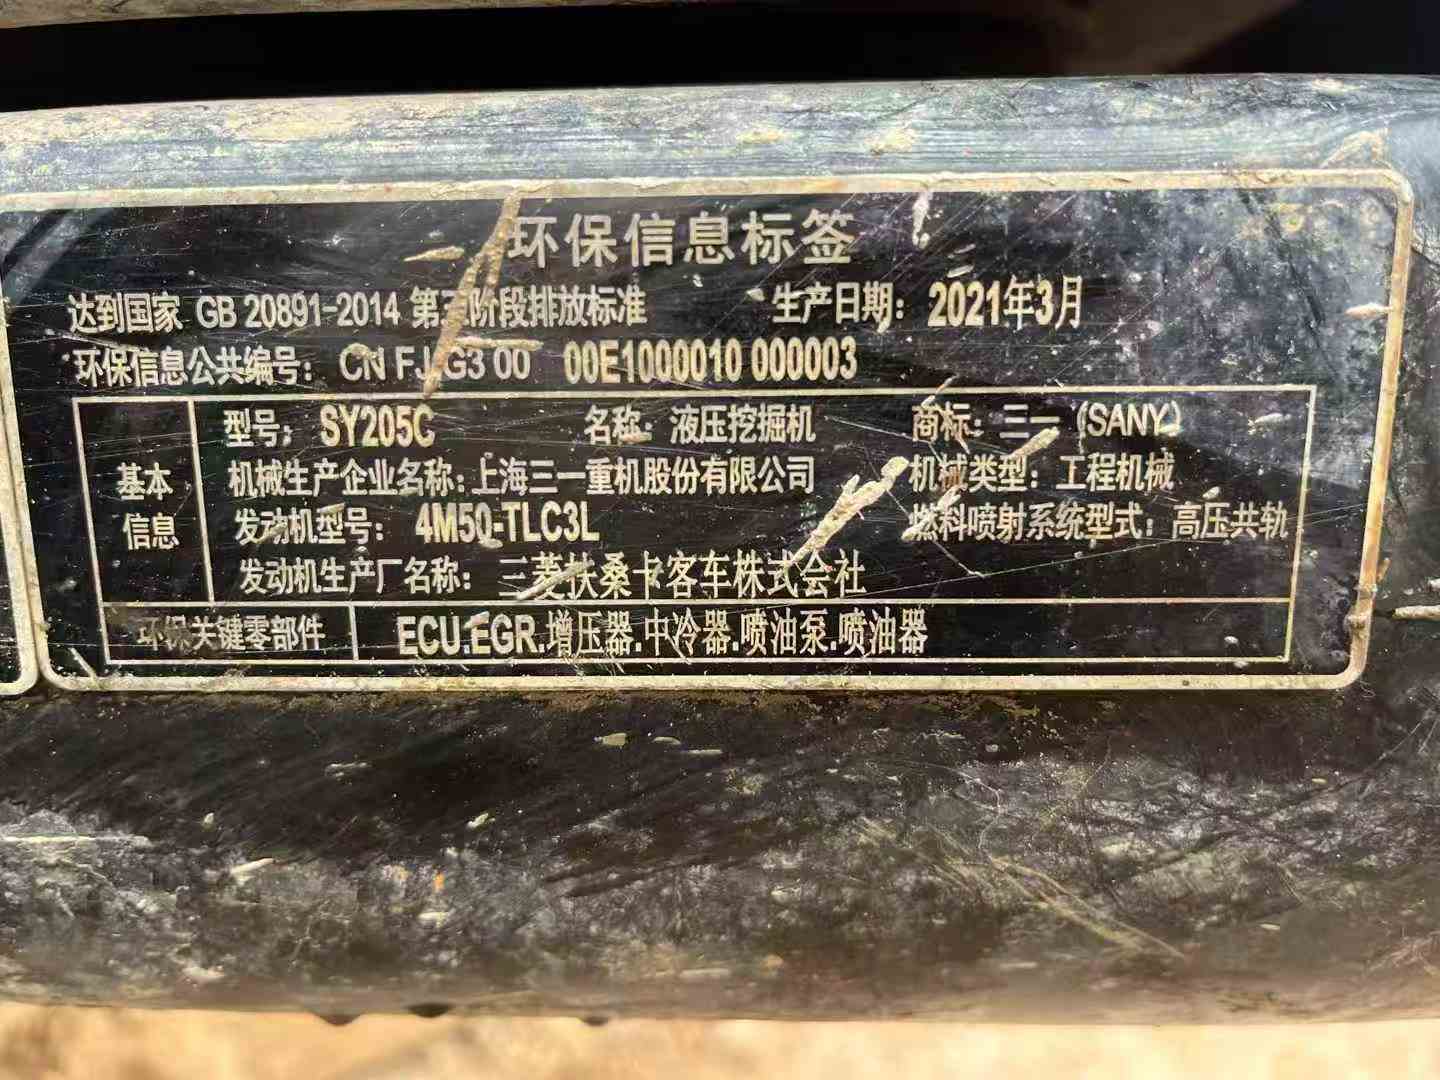 环保信息标签
达到国家 GB 20891-2014 第三阶段排放标准 生产日期: 2021年3月
环保信息公共编号: CN FJ G3 00 00E1000010 000003
型号: SY205C 名称: 液压挖掘机 商标: 三一 (SANY)
基本信息
机械生产企业名称: 上海三一重机股份有限公司 机械类型: 工程机械
发动机型号: 4M50-TLC3L 燃料喷射系统型式: 高压共轨
发动机生产厂名称: 三菱扶桑卡客车株式会社
环保关键零部件 ECU.EGR.增压器.中冷器.喷油泵.喷油器